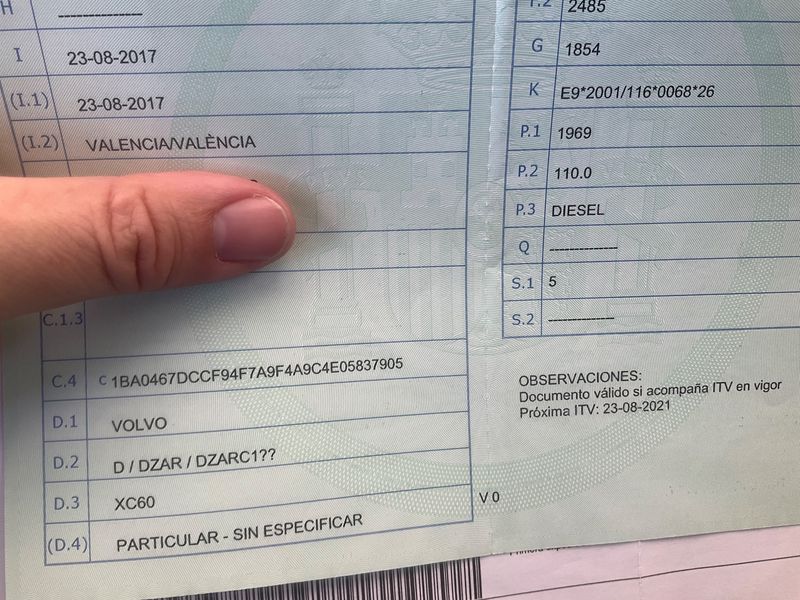 H --------------
I 23-08-2017
(I.1) 23-08-2017
(I.2) VALENCIA/VALÈNCIA
C.1.3
C.4 C 1BA0467DCCF94F7A9F4A9C4E05837905
D.1 VOLVO
D.2 D / DZAR / DZARC1??
D.3 XC60
(D.4) PARTICULAR - SIN ESPECIFICAR
F.2 2485
G 1854
K E9*2001/116*0068*26
P.1 1969
P.2 110.0
P.3 DIESEL
Q --------------
S.1 5
S.2 --------------
OBSERVACIONES:
Documento válido si acompaña ITV en vigor
Próxima ITV: 23-08-2021
V 0